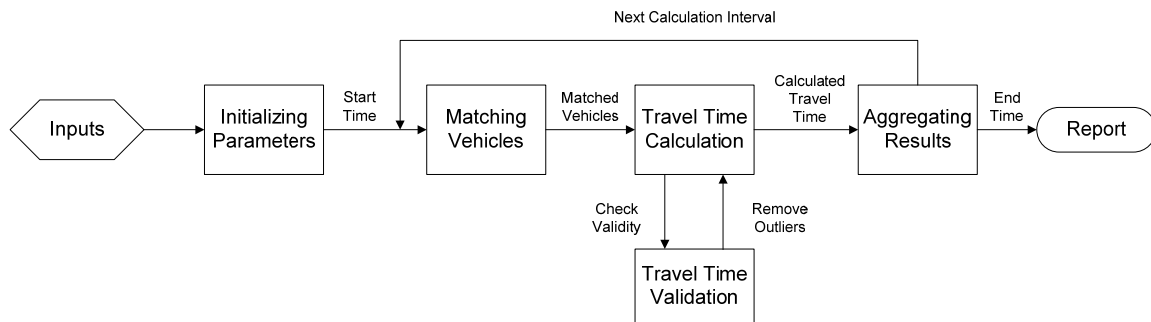 Next Calculation Interval
Inputs
Initializing
Parameters
Start
Time
Matching
Vehicles
Matched
Vehicles
Travel Time
Calculation
Calculated
Travel
Time
Aggregating
Results
End
Time
Report
Check
Validity
Remove
Outliers
Travel Time
Validation